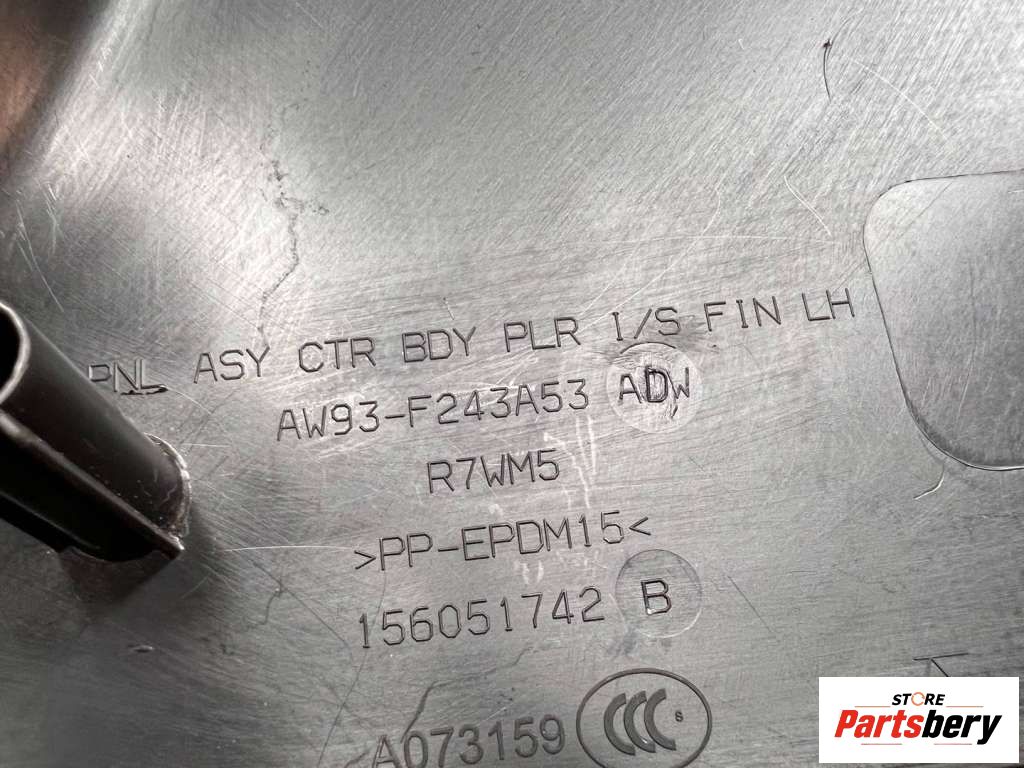 PNL ASY CTR BDY PLR I/S FIN LH
AW93-F243A53 ADW
R7WM5
>PP-EPDM15<
156051742 B
A073159 CCC S
STORE
Partsbery